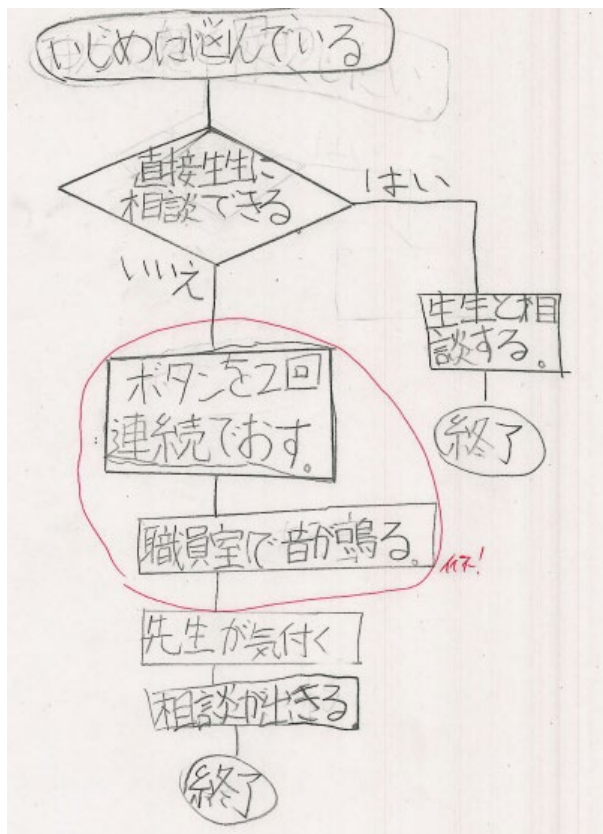 いじめに悩んでいる
直接生生に
相談できる
はい
いいえ
生生と相
談する。
終了
ボタンを2回
連続でおす。
職員室で音が鳴る。
イイネ!
先生が気付く
相談が出きる
終了